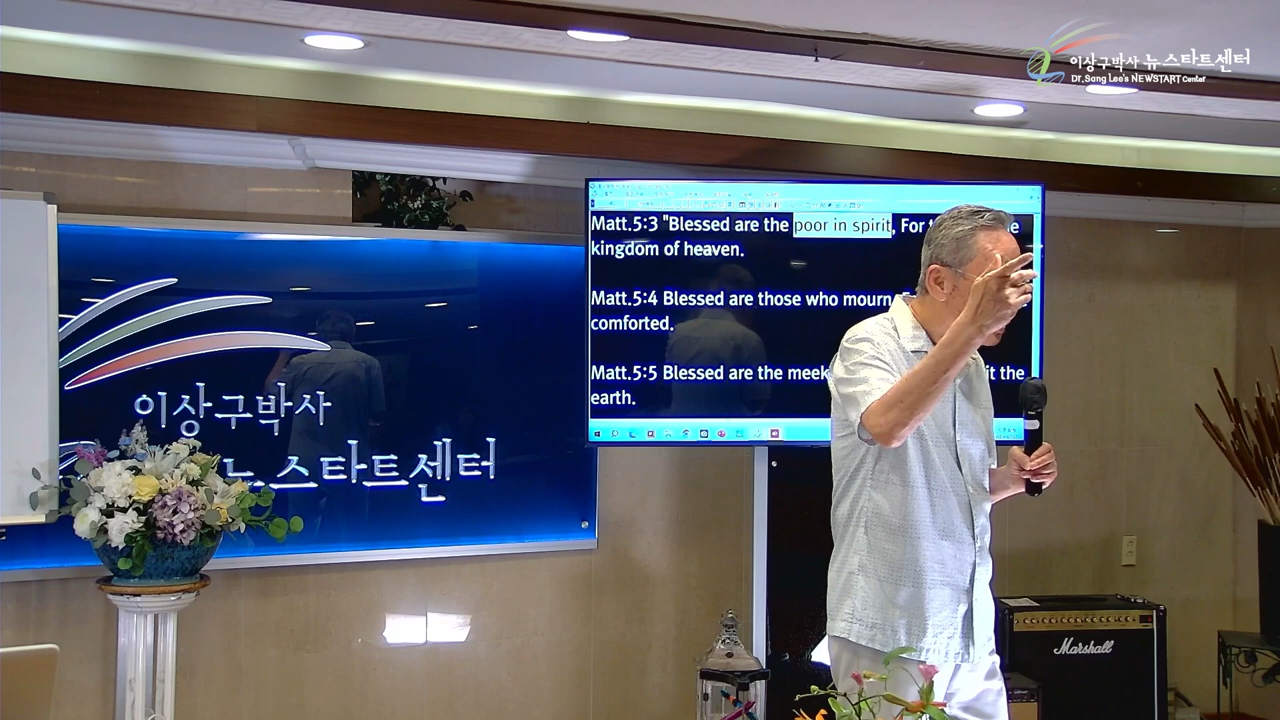 이상구박사 뉴스타트센터
Dr. Sang Lee's NEWSTART Center
Matt.5:3 "Blessed are the poor in spirit, For
kingdom of heaven.
Matt.5:4 Blessed are those who mourn
comforted.
Matt.5:5 Blessed are the meek the
earth.
이상구박사
뉴스타트센터
Marshall